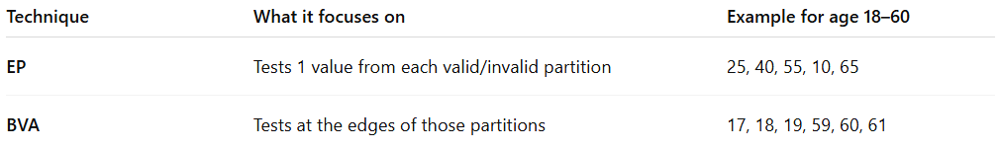 Technique What it focuses on Example for age 18–60
EP Tests 1 value from each valid/invalid partition 25, 40, 55, 10, 65
BVA Tests at the edges of those partitions 17, 18, 19, 59, 60, 61